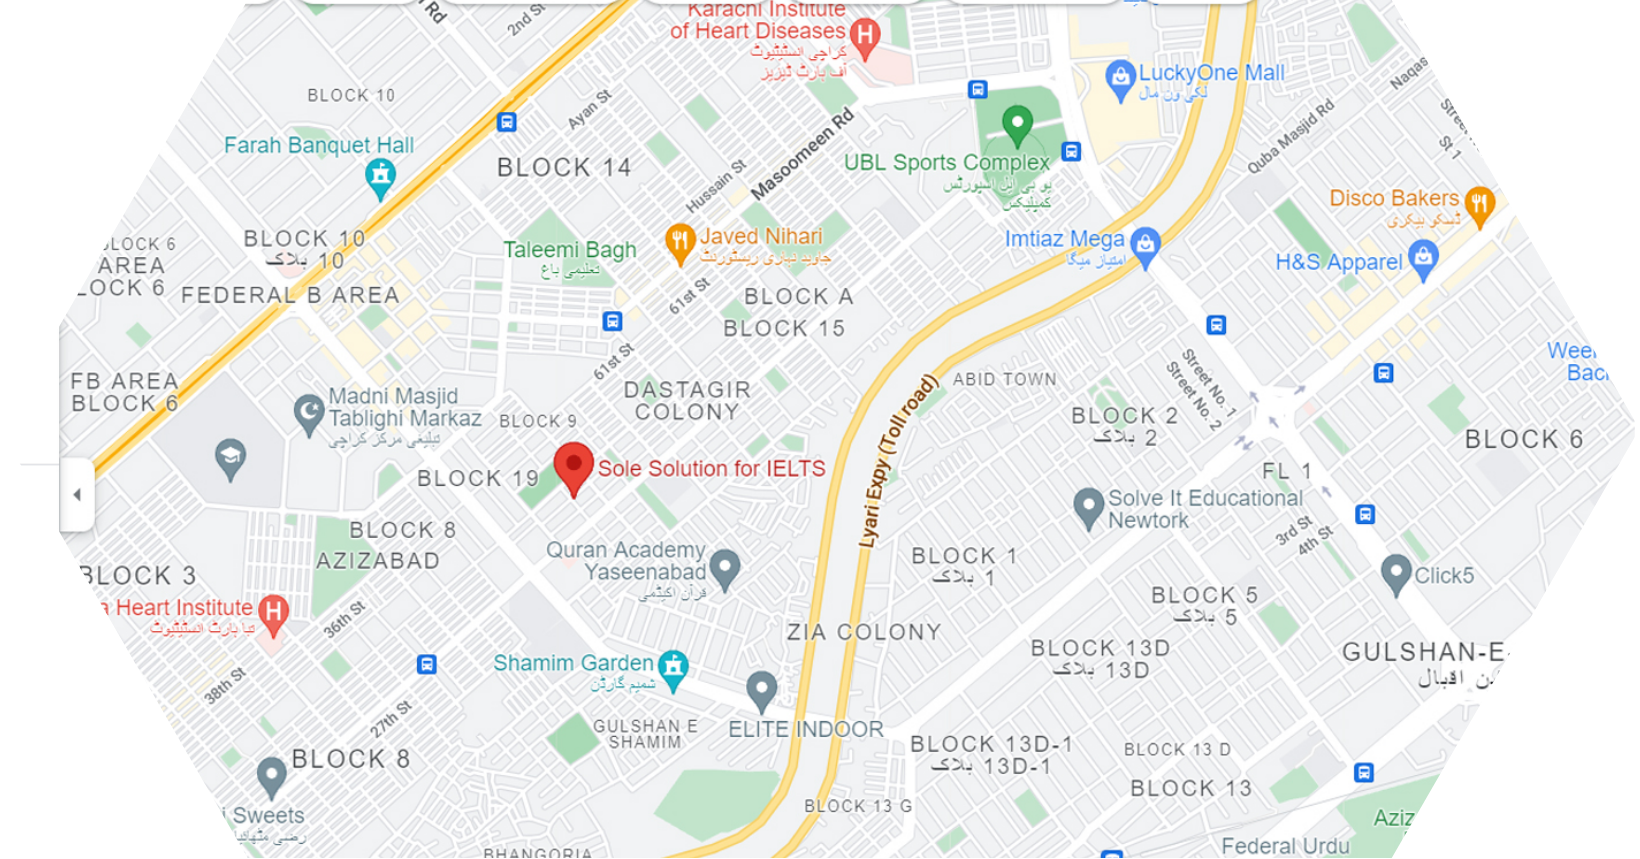 Rd
2nd St
Karachi Institute
of Heart Diseases
کراچی انسٹیٹیوٹ
آف ہارٹ ڈیزیز
LuckyOne Mall
لکی ون مال
Naqas
BLOCK 10
Ayan St
Quba Masjid Rd
Street
St 1
Farah Banquet Hall
BLOCK 14
Masoomeen Rd
Hussain St
UBL Sports Complex
یو بی ایل اسپورٹس
کمپلیکس
Disco Bakers
ڈسکو بیکری
BLOCK 10
بلاک 10
BLOCK 6
AREA
LOCK 6
FEDERAL B AREA
Taleemi Bagh
تعلیمی باغ
Javed Nihari
جاوید نہاری ریسٹورنٹ
Imtiaz Mega
امتیاز میگا
H&S Apparel
61st St
BLOCK A
BLOCK 15
61st St
Street No. 1
Street No. 2
Weel
Bac
FB AREA
BLOCK 6
Madni Masjid
Tablighi Markaz
تبلیغی مرکز کراچی
BLOCK 9
DASTAGIR
COLONY
ABID TOWN
Lyari Expy (Toll road)
BLOCK 2
بلاک 2
BLOCK 6
BLOCK 19
Sole Solution for IELTS
FL 1
Solve It Educational
Newtork
3rd St
4th St
BLOCK 8
AZIZABAD
Quran Academy
Yaseenabad
قرآن اکیڈمی
BLOCK 1
بلاک 1
Click5
BLOCK 3
a Heart Institute
تبا ہارٹ انسٹیٹیوٹ
36th St
BLOCK 5
بلاک 5
ZIA COLONY
BLOCK 13D
بلاک 13D
GULSHAN-E-
ن اقبال
38th St
Shamim Garden
شمیم گارڈن
27th St
GULSHAN E
SHAMIM
ELITE INDOOR
BLOCK 8
BLOCK 13D-1
بلاک 13D-1
BLOCK 13 D
BLOCK 13
BLOCK 13 G
i Sweets
رضی مٹھائیا
Aziz
Federal Urdu
BHANGORIA